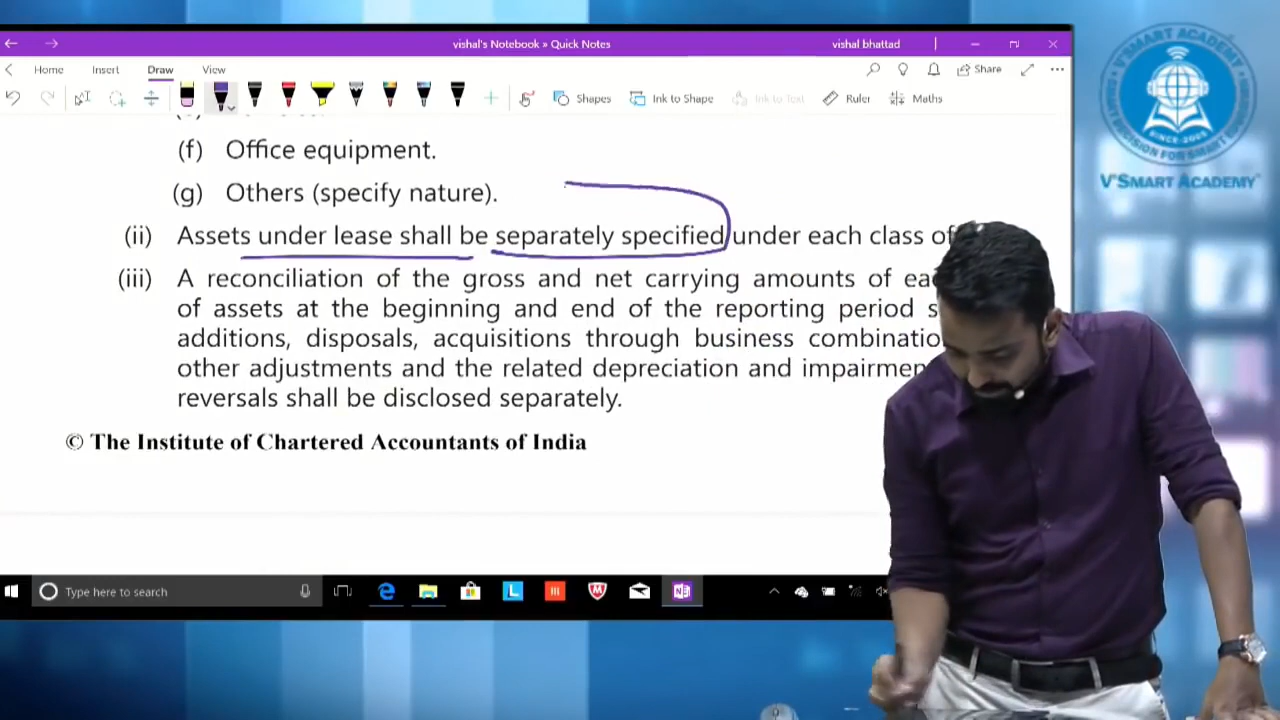 vishal's Notebook » Quick Notes
vishal bhattad
Home Insert Draw View
Share
Shapes Ink to Shape Ink to Text Ruler Maths
(f) Office equipment.
(g) Others (specify nature).
(ii) Assets under lease shall be separately specified under each class of
(iii) A reconciliation of the gross and net carrying amounts of
of assets at the beginning and end of the reporting period
additions, disposals, acquisitions through business
other adjustments and the related depreciation and
reversals shall be disclosed separately.
© The Institute of Chartered Accountants of India
Type here to search
V'SMART ACADEMY
SINCE-2005
V'SMART ACADEMY